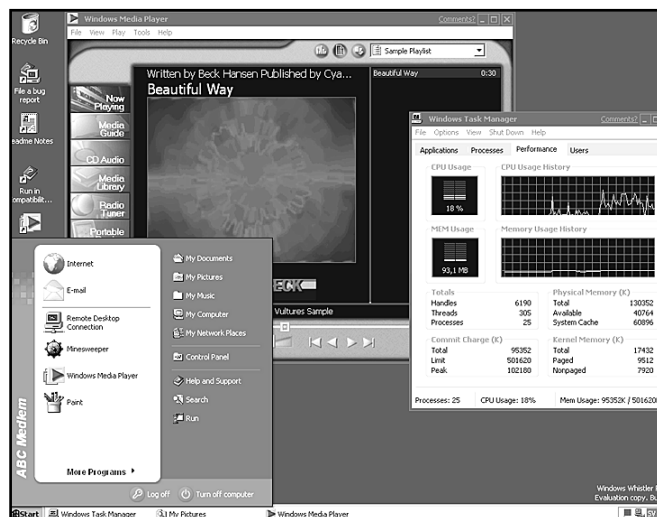 Recycle Bin
File a bug
report
eadme Notes
Run in
ompatibilit...
Windows Media Player
Comments?
File View Play Tools Help
Sample Playlist
Now
Playing
Media
Guide
CD Audio
Media
Library
Radio
Tuner
Portable
Written by Beck Hansen Published by Cya...
Beautiful Way
Beautiful Way 0:30
Vultures Sample
Windows Task Manager
Comments?
File Options View Shut Down Help
Applications Processes Performance Users
CPU Usage CPU Usage History
18 %
MEM Usage Memory Usage History
93,1 MB
Totals
Handles 6190
Threads 305
Processes 25
Physical Memory (K)
Total 130352
Available 40764
System Cache 60896
Commit Charge (K)
Total 95352
Limit 501620
Peak 102180
Kernel Memory (K)
Total 17432
Paged 9512
Nonpaged 7920
Processes: 25 CPU Usage: 18% Mem Usage: 95352K / 501620
Internet
E-mail
Remote Desktop
Connection
Minesweeper
Windows Media Player
Paint
More Programs
My Documents
My Pictures
My Music
My Computer
My Network Places
Control Panel
Help and Support
Search
Run
ABC Medlem
Log off Turn off computer
Windows Whistler
Evaluation copy. Bu
Start Windows Task Manager My Pictures Windows Media Player
SV